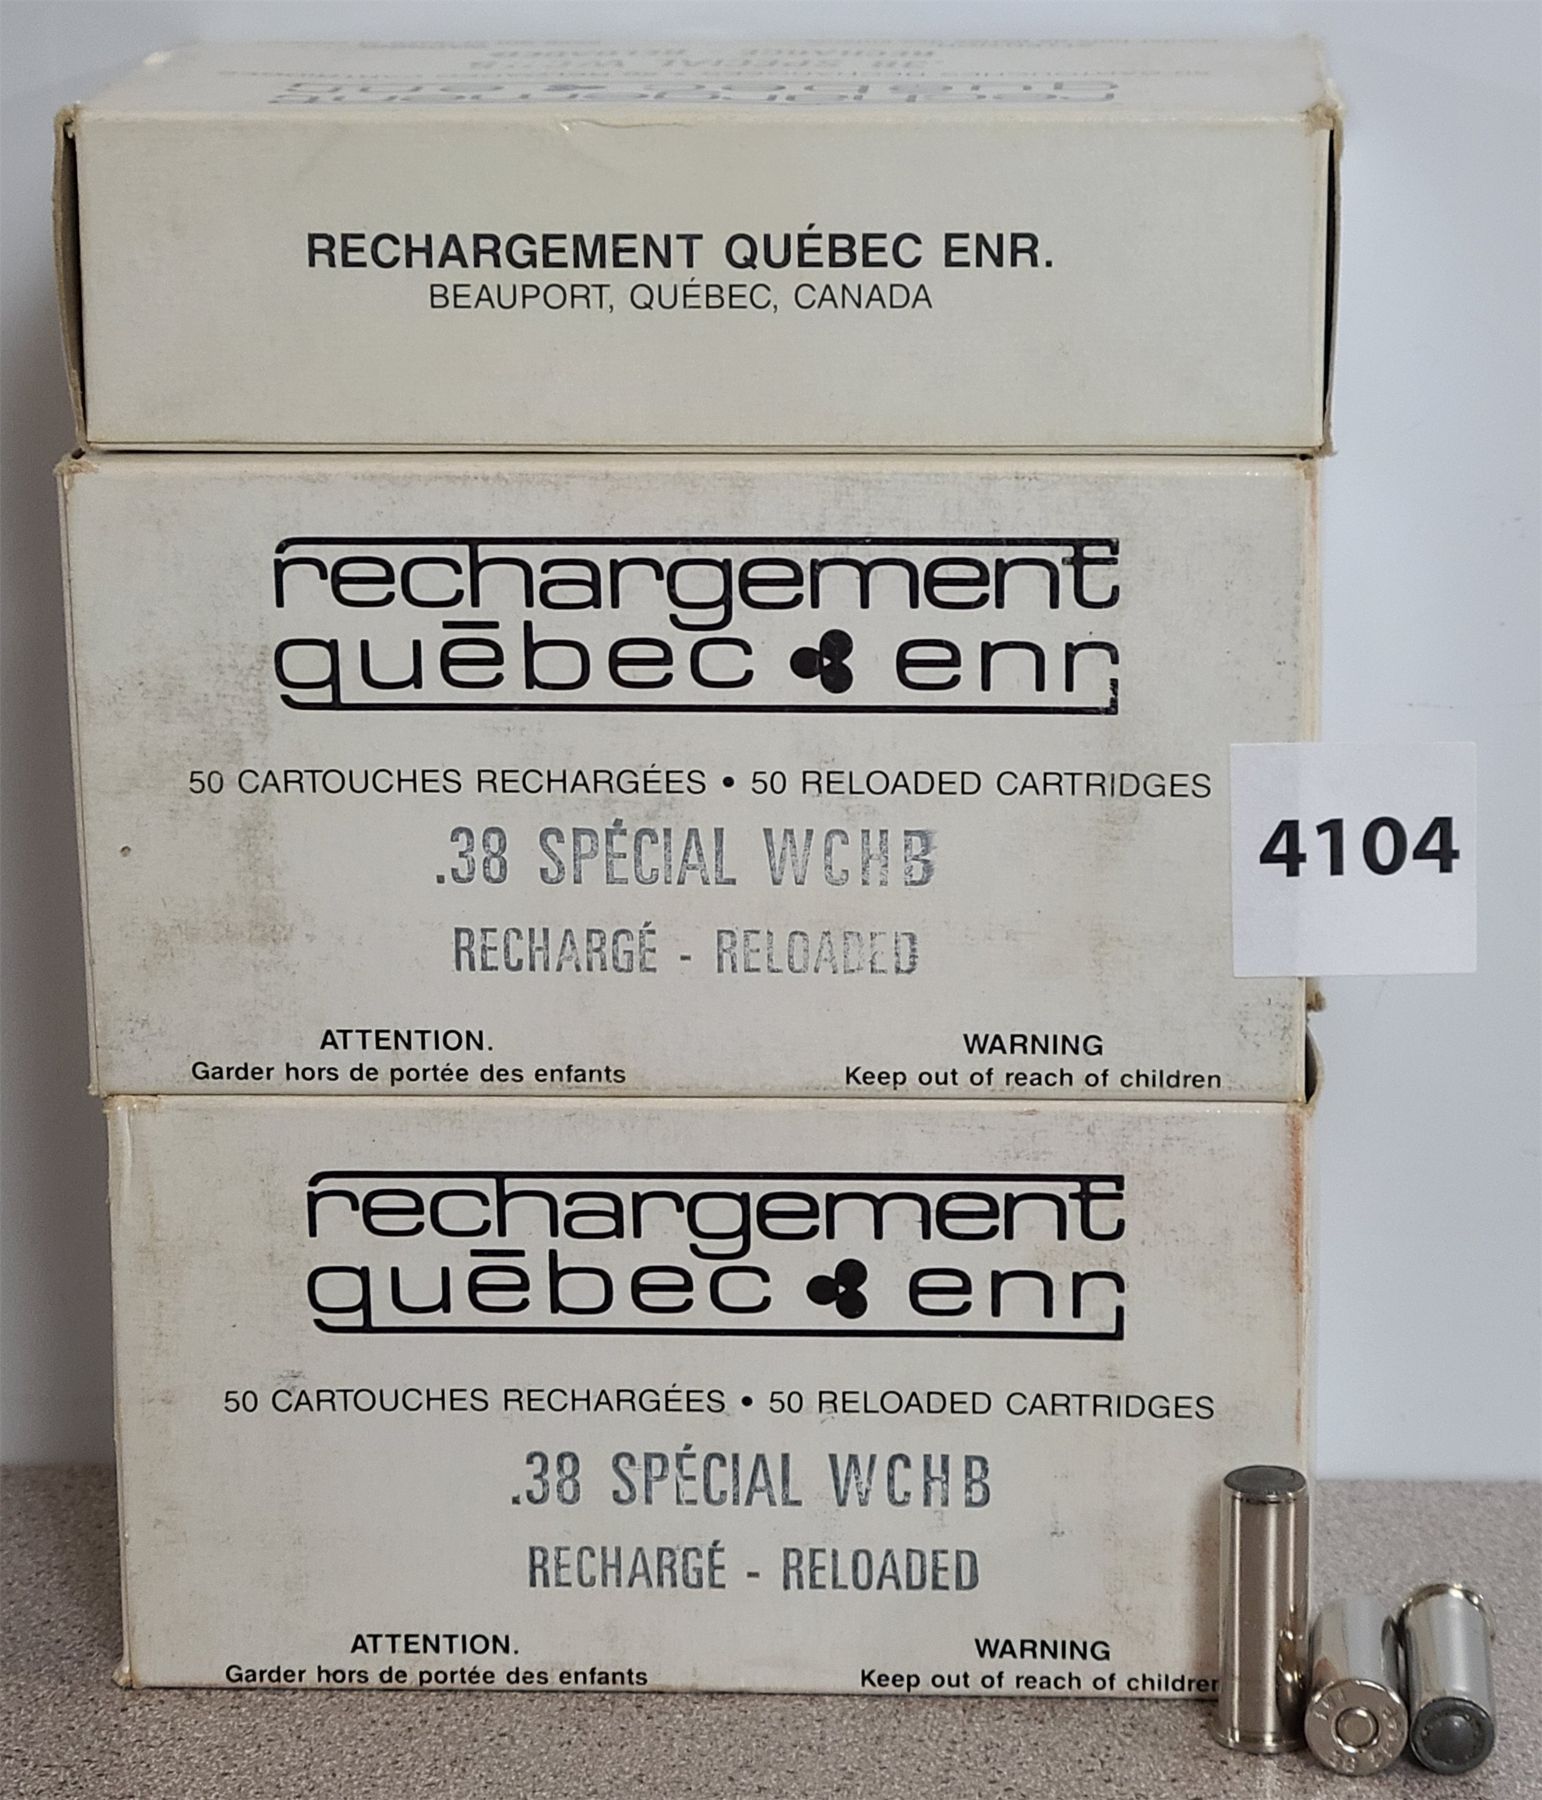 RECHARGEMENT QUÉBEC ENR.
BEAUPORT, QUÉBEC, CANADA
rechargement
quēbec enr
50 CARTOUCHES RECHARGÉES • 50 RELOADED CARTRIDGES
.38 SPÉCIAL WCHB
RECHARGÉ - RELOADED
ATTENTION.
Garder hors de portée des enfants
WARNING
Keep out of reach of children
4104
rechargement
quēbec enr
50 CARTOUCHES RECHARGÉES • 50 RELOADED CARTRIDGES
.38 SPÉCIAL WCHB
RECHARGÉ - RELOADED
ATTENTION.
Garder hors de portée des enfants
WARNING
Keep out of reach of children